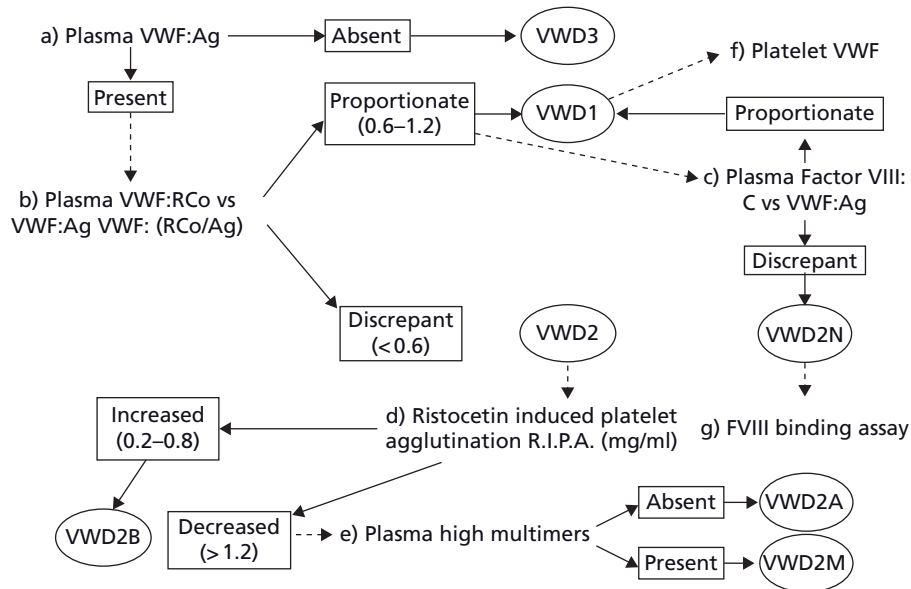 a) Plasma VWF:Ag
Absent
VWD3
Present
f) Platelet VWF
Proportionate
(0.6–1.2)
VWD1
Proportionate
b) Plasma VWF:RCo vs
VWF:Ag VWF: (RCo/Ag)
c) Plasma Factor VIII:
C vs VWF:Ag
Discrepant
Discrepant
(<0.6)
VWD2
VWD2N
Increased
(0.2–0.8)
d) Ristocetin induced platelet
agglutination R.I.P.A. (mg/ml)
g) FVIII binding assay
VWD2B
Decreased
(>1.2)
e) Plasma high multimers
Absent
VWD2A
Present
VWD2M